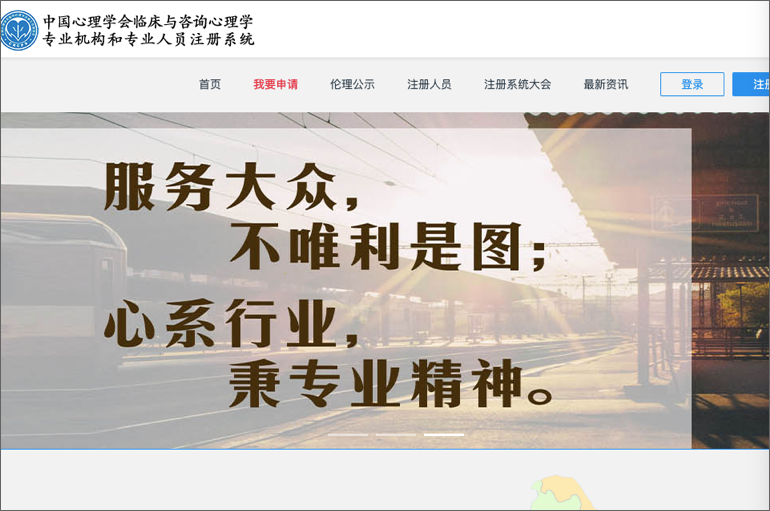 中国心理学会临床与咨询心理学
专业机构和专业人员注册系统
首页 我要申请 伦理公示 注册人员 注册系统大会 最新资讯 登录 注
服务大众，
不唯利是图；
心系行业，
秉专业精神。